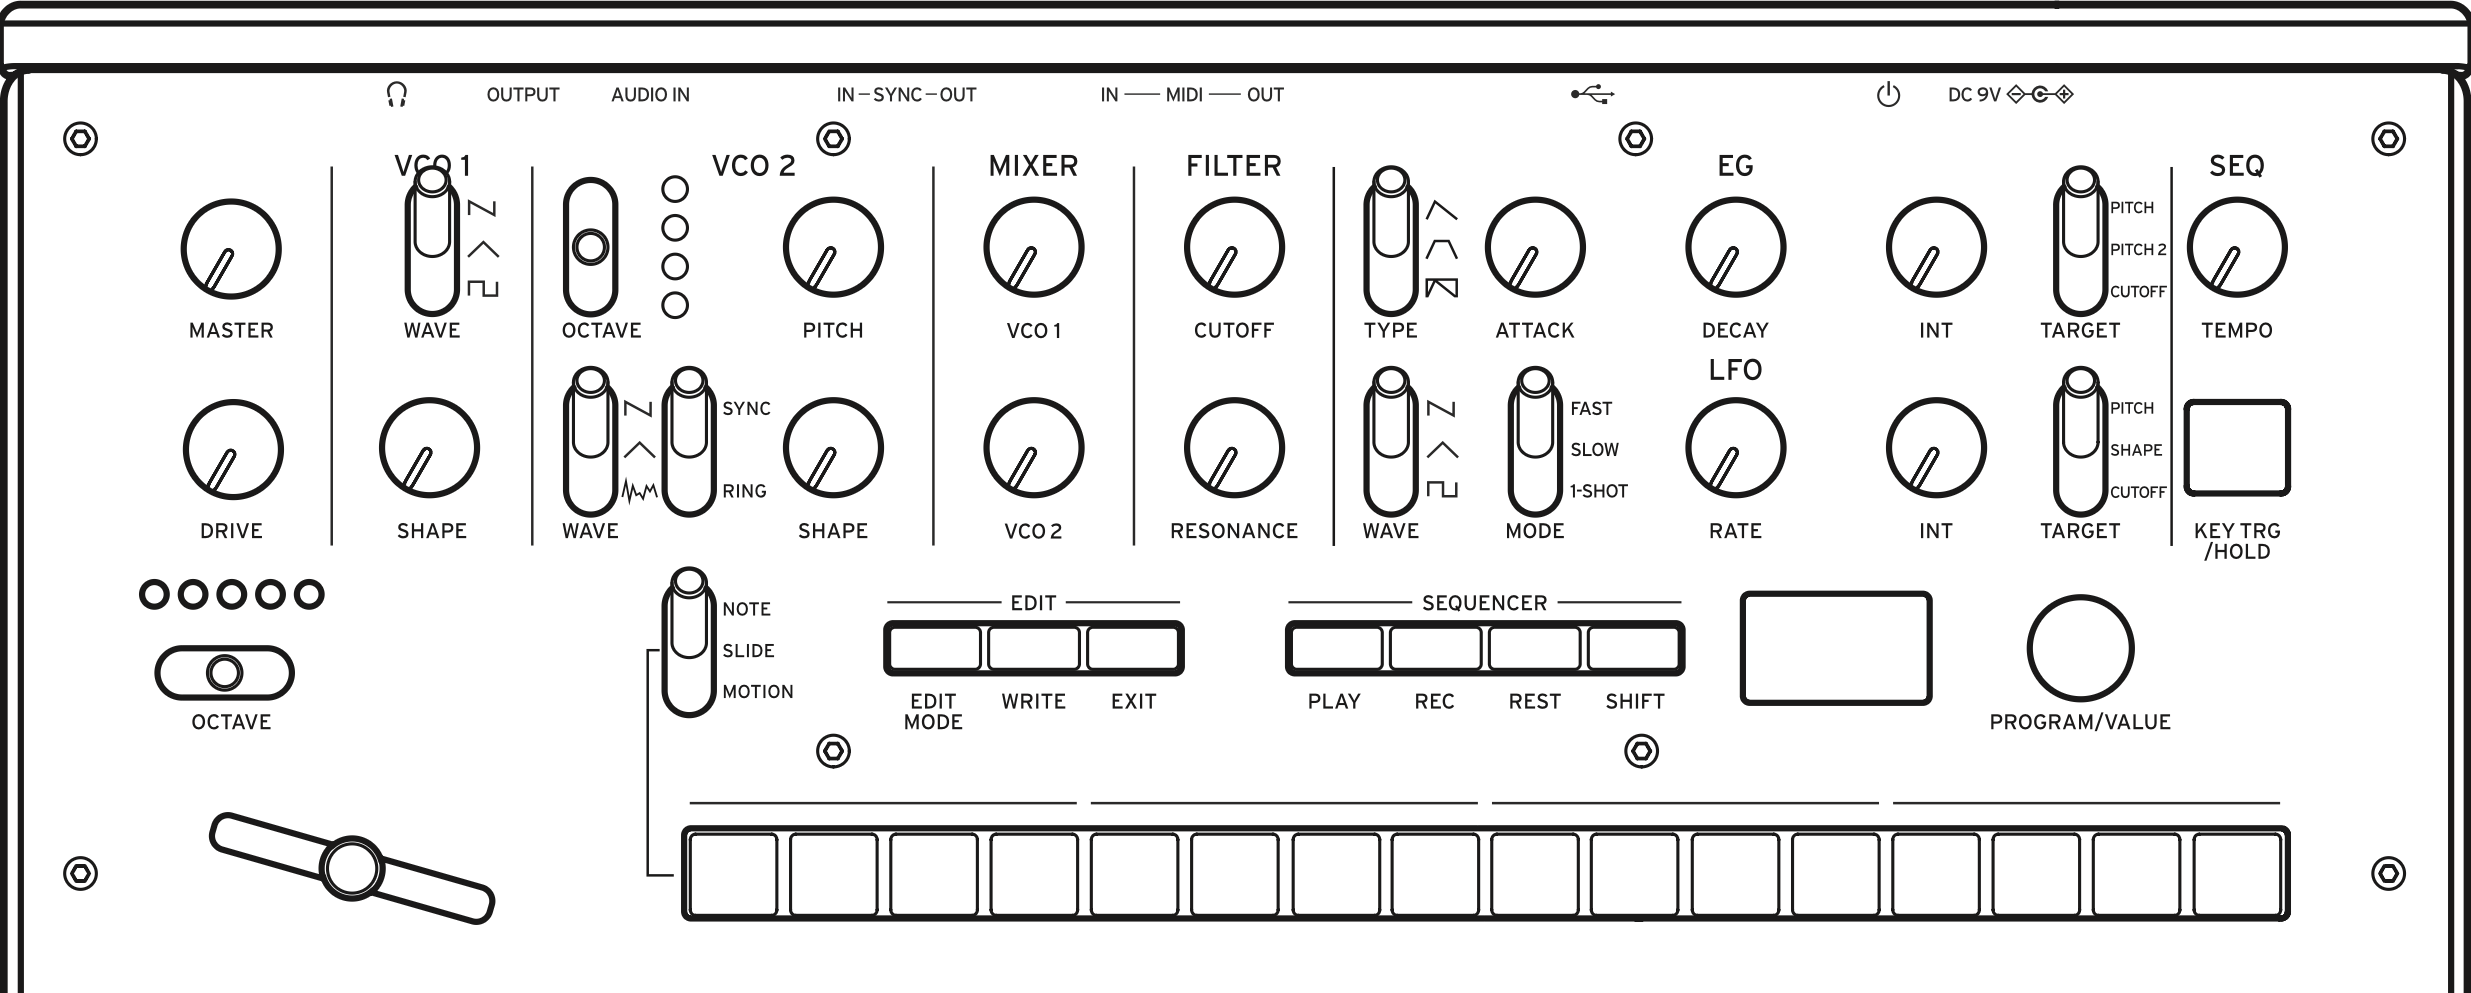 OUTPUT
AUDIO IN
IN–SYNC–OUT
IN — MIDI — OUT
DC 9V
VCO 1
VCO 2
MIXER
FILTER
EG
SEQ
PITCH
PITCH 2
CUTOFF
MASTER
WAVE
OCTAVE
PITCH
VCO 1
CUTOFF
TYPE
ATTACK
DECAY
INT
TARGET
TEMPO
LFO
SYNC
RING
FAST
SLOW
1-SHOT
PITCH
SHAPE
CUTOFF
DRIVE
SHAPE
WAVE
SHAPE
VCO 2
RESONANCE
WAVE
MODE
RATE
INT
TARGET
KEY TRG
/HOLD
NOTE
SLIDE
MOTION
EDIT
SEQUENCER
EDIT
MODE
WRITE
EXIT
PLAY
REC
REST
SHIFT
OCTAVE
PROGRAM/VALUE